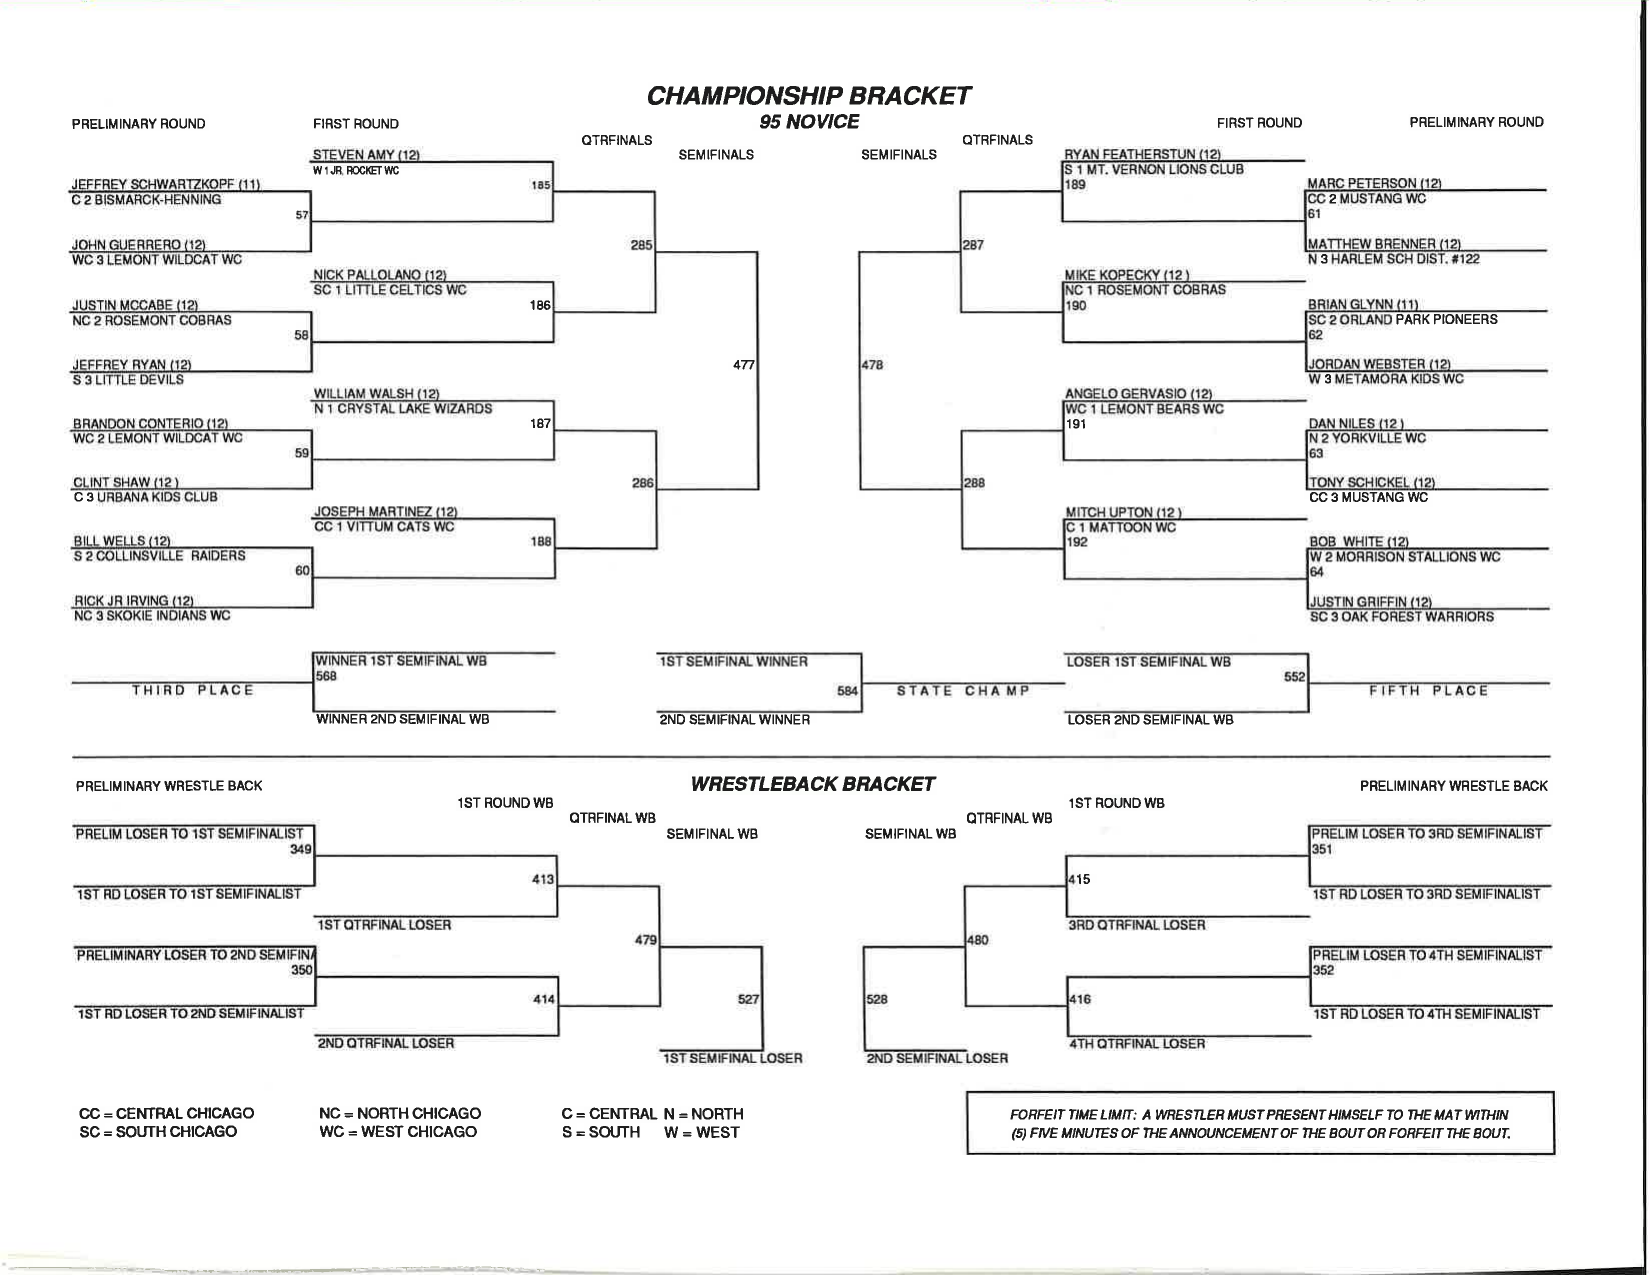 CHAMPIONSHIP BRACKET
95 NOVICE
PRELIMINARY ROUND
FIRST ROUND
QTRFINALS
SEMIFINALS
SEMIFINALS
QTRFINALS
FIRST ROUND
PRELIMINARY ROUND
JEFFREY SCHWARTZKOPF (11)
C 2 BISMARCK-HENNING
57
JOHN GUERRERO (12)
WC 3 LEMONT WILDCAT WC
JUSTIN MCCABE (12)
NC 2 ROSEMONT COBRAS
58
JEFFREY RYAN (12)
S 3 LITTLE DEVILS
BRANDON CONTERIO (12)
WC 2 LEMONT WILDCAT WC
59
CLINT SHAW (12 )
C 3 URBANA KIDS CLUB
BILL WELLS (12)
S 2 COLLINSVILLE RAIDERS
60
RICK JR IRVING (12)
NC 3 SKOKIE INDIANS WC
STEVEN AMY (12)
W 1 JR. ROCKET WC
185
NICK PALLOLANO (12)
SC 1 LITTLE CELTICS WC
186
WILLIAM WALSH (12)
N 1 CRYSTAL LAKE WIZARDS
187
JOSEPH MARTINEZ (12)
CC 1 VITTUM CATS WC
188
285
286
477
478
287
288
RYAN FEATHERSTUN (12)
S 1 MT. VERNON LIONS CLUB
189
MIKE KOPECKY (12 )
NC 1 ROSEMONT COBRAS
190
ANGELO GERVASIO (12)
WC 1 LEMONT BEARS WC
191
MITCH UPTON (12 )
C 1 MATTOON WC
192
MARC PETERSON (12)
CC 2 MUSTANG WC
61
MATTHEW BRENNER (12)
N 3 HARLEM SCH DIST. #122
BRIAN GLYNN (11)
SC 2 ORLAND PARK PIONEERS
62
JORDAN WEBSTER (12)
W 3 METAMORA KIDS WC
DAN NILES (12 )
N 2 YORKVILLE WC
63
TONY SCHICKEL (12)
CC 3 MUSTANG WC
BOB WHITE (12)
W 2 MORRISON STALLIONS WC
64
JUSTIN GRIFFIN (12)
SC 3 OAK FOREST WARRIORS
WINNER 1ST SEMIFINAL WB
568
THIRD PLACE
WINNER 2ND SEMIFINAL WB
1ST SEMIFINAL WINNER
584
STATE CHAMP
2ND SEMIFINAL WINNER
LOSER 1ST SEMIFINAL WB
552
FIFTH PLACE
LOSER 2ND SEMIFINAL WB
WRESTLEBACK BRACKET
PRELIMINARY WRESTLE BACK
1ST ROUND WB
QTRFINAL WB
SEMIFINAL WB
SEMIFINAL WB
QTRFINAL WB
1ST ROUND WB
PRELIMINARY WRESTLE BACK
PRELIM LOSER TO 1ST SEMIFINALIST
349
1ST RD LOSER TO 1ST SEMIFINALIST
PRELIMINARY LOSER TO 2ND SEMIFINA
350
1ST RD LOSER TO 2ND SEMIFINALIST
413
1ST QTRFINAL LOSER
414
2ND QTRFINAL LOSER
479
527
1ST SEMIFINAL LOSER
528
2ND SEMIFINAL LOSER
480
415
3RD QTRFINAL LOSER
416
4TH QTRFINAL LOSER
PRELIM LOSER TO 3RD SEMIFINALIST
351
1ST RD LOSER TO 3RD SEMIFINALIST
PRELIM LOSER TO 4TH SEMIFINALIST
352
1ST RD LOSER TO 4TH SEMIFINALIST
CC = CENTRAL CHICAGO NC = NORTH CHICAGO C = CENTRAL N = NORTH
SC = SOUTH CHICAGO WC = WEST CHICAGO S = SOUTH W = WEST
FORFEIT TIME LIMIT: A WRESTLER MUST PRESENT HIMSELF TO THE MAT WITHIN
(5) FIVE MINUTES OF THE ANNOUNCEMENT OF THE BOUT OR FORFEIT THE BOUT.